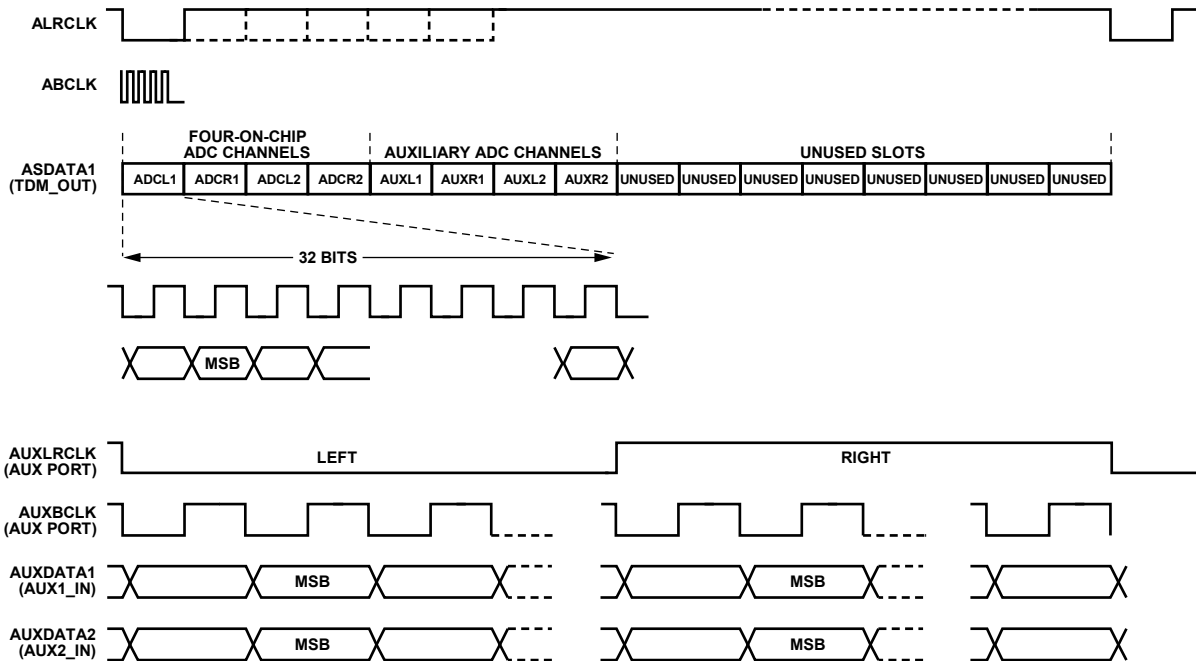 ALRCLK
ABCLK
FOUR-ON-CHIP
ADC CHANNELS
AUXILIARY ADC CHANNELS
UNUSED SLOTS
ASDATA1
(TDM_OUT)
ADCL1 ADCR1 ADCL2 ADCR2 AUXL1 AUXR1 AUXL2 AUXR2 UNUSED UNUSED UNUSED UNUSED UNUSED UNUSED UNUSED UNUSED
32 BITS
MSB
AUXLRCLK
(AUX PORT)
LEFT RIGHT
AUXBCLK
(AUX PORT)
AUXDATA1
(AUX1_IN)
MSB MSB
AUXDATA2
(AUX2_IN)
MSB MSB